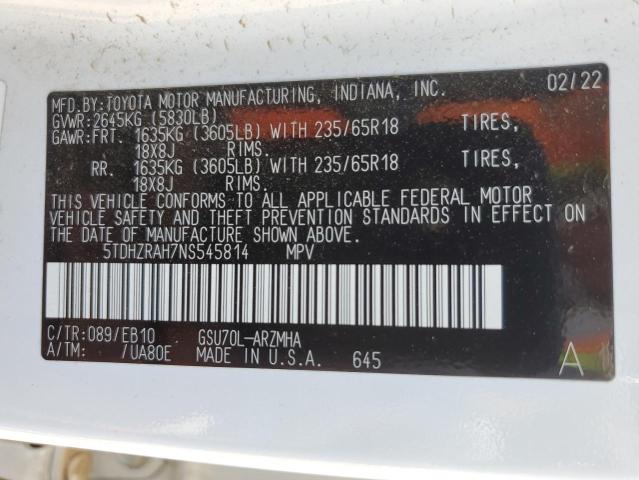 MFD.BY:TOYOTA MOTOR MANUFACTURING, INDIANA, INC. 02/22
GVWR:2645KG (5830LB)
GAWR:FRT. 1635KG (3605LB) WITH 235/65R18 TIRES,
18X8J RIMS.
RR. 1635KG (3605LB) WITH 235/65R18 TIRES,
18X8J RIMS.
THIS VEHICLE CONFORMS TO ALL APPLICABLE FEDERAL MOTOR
VEHICLE SAFETY AND THEFT PREVENTION STANDARDS IN EFFECT ON
THE DATE OF MANUFACTURE SHOWN ABOVE.
5TDHZRAH7NS545814 MPV
C/TR:089/EB10 GSU70L-ARZMHA
A/TM: /UA80E MADE IN U.S.A. 645 A